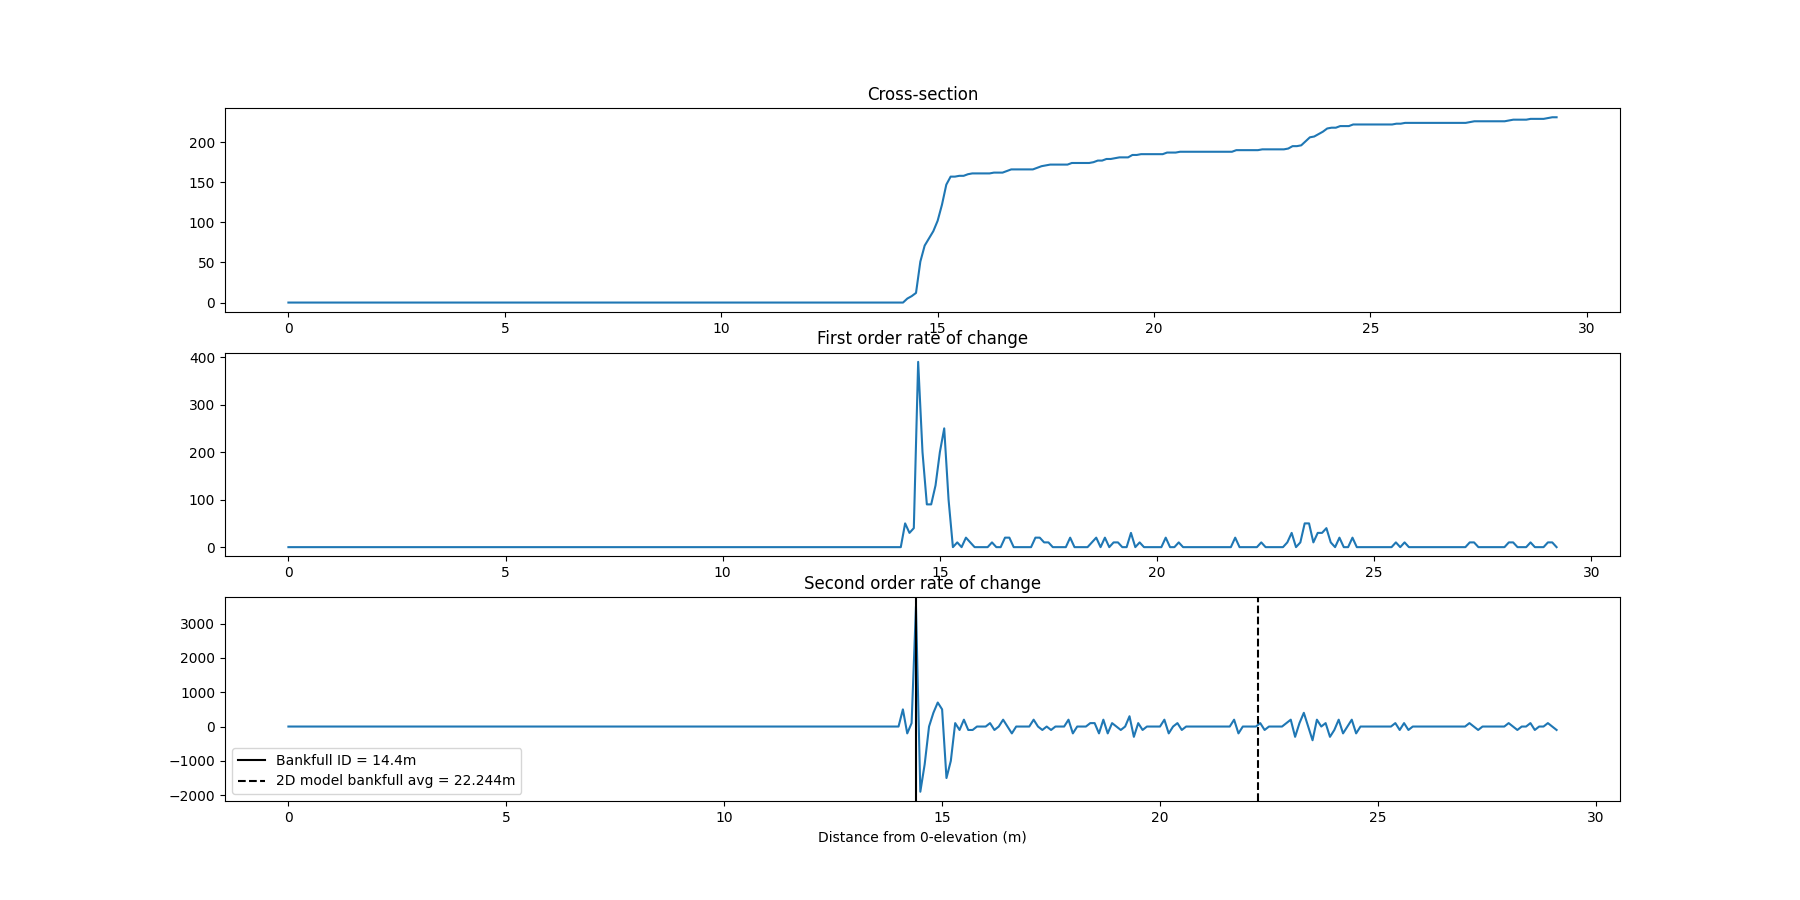 Cross-section
200
150
100
50
0
0 5 10 15 20 25 30
First order rate of change
400
300
200
100
0
0 5 10 15 20 25 30
Second order rate of change
3000
2000
1000
0
−1000
−2000
Bankfull ID = 14.4m
2D model bankfull avg = 22.244m
0 5 10 15 20 25 30
Distance from 0-elevation (m)